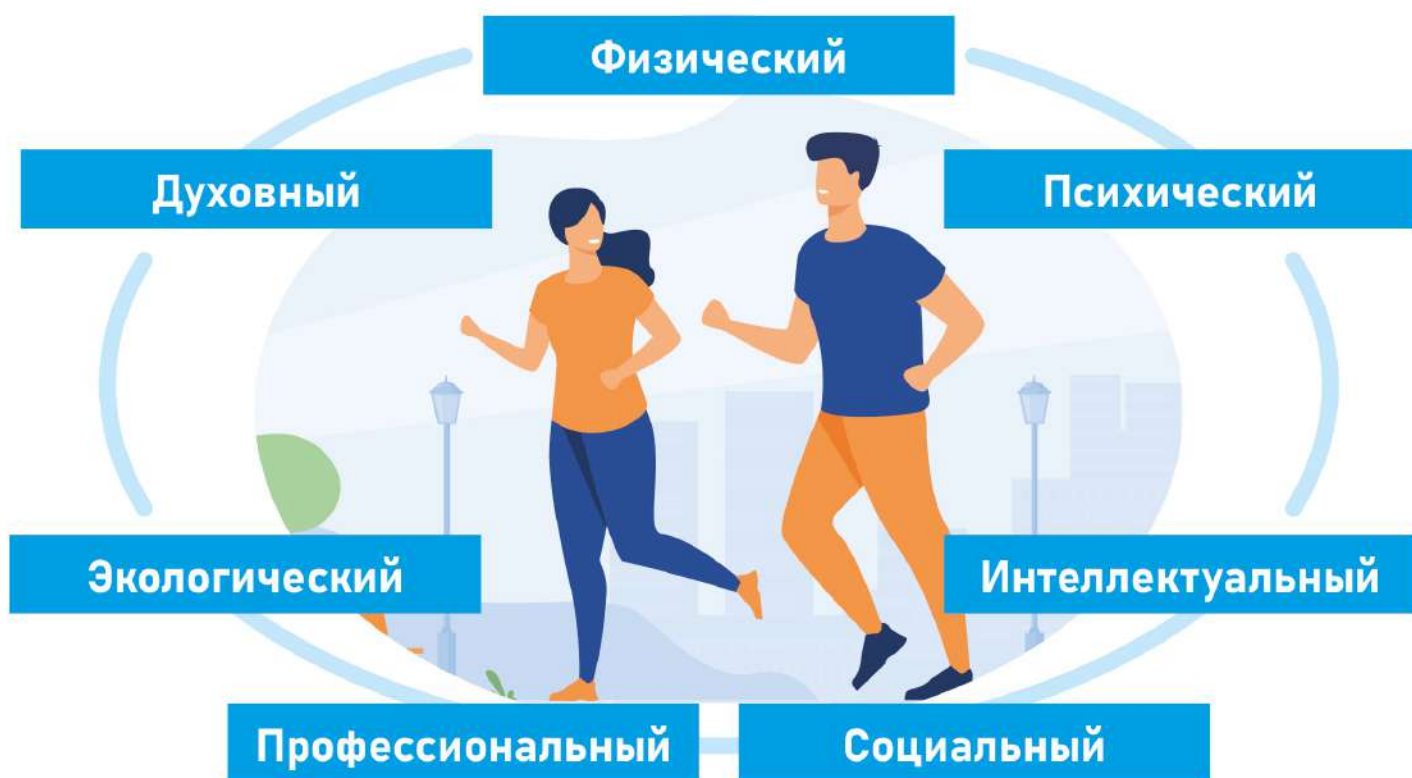 Физический
Духовный
Психический
Экологический
Интеллектуальный
Профессиональный
Социальный